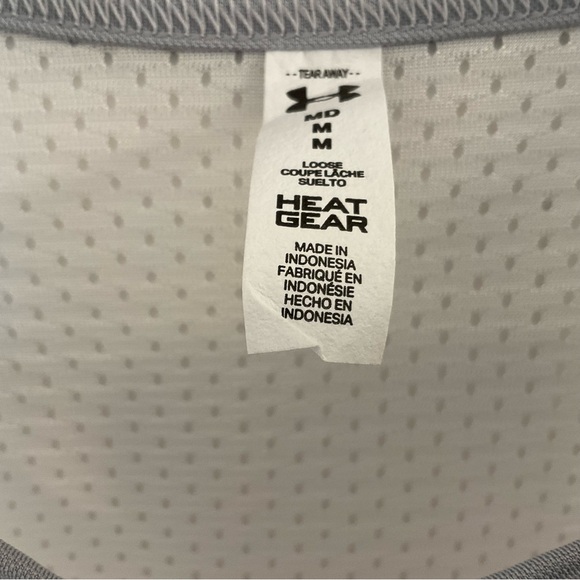 --TEAR AWAY--
MD
M
M
LOOSE
COUPE LÂCHE
SUELTO
HEAT
GEAR
MADE IN
INDONESIA
FABRIQUÉ EN
INDONÉSIE
HECHO EN
INDONESIA